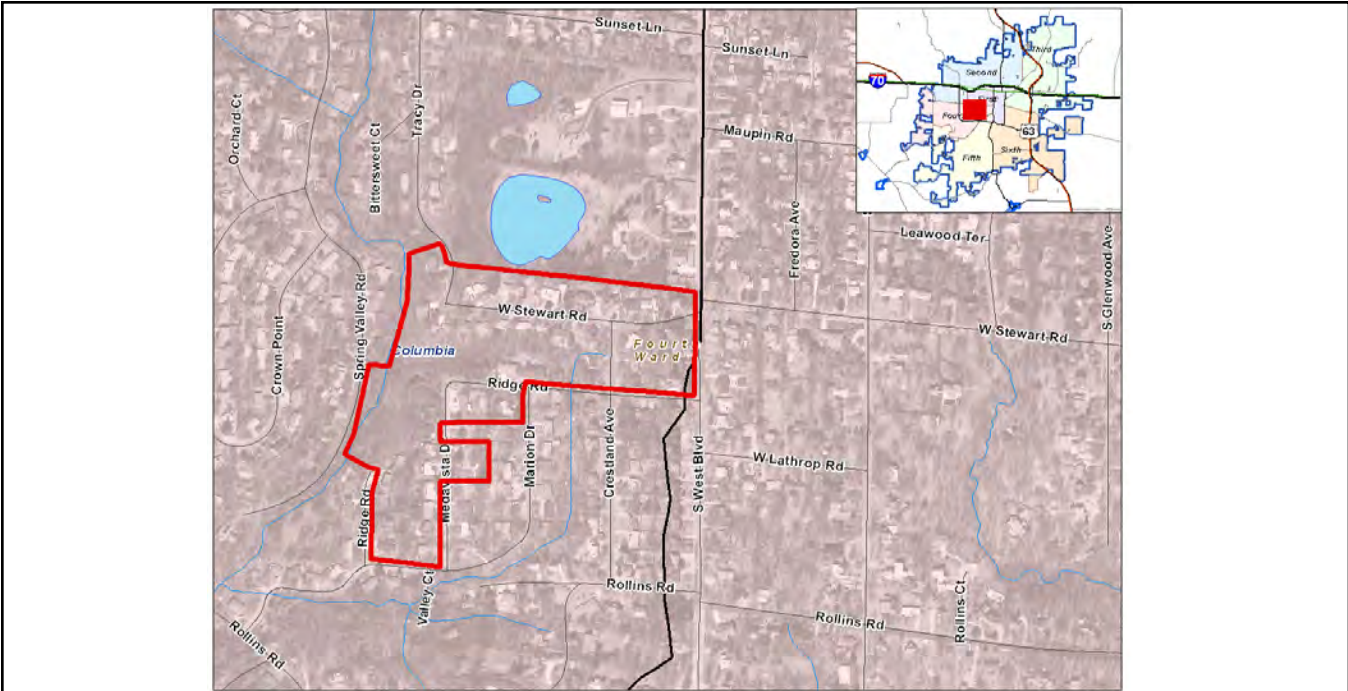 Sunset Ln
Sunset Ln
Orchard Ct
Bittersweet Ct
Tracy Dr
Maupin Rd
Fredora Ave
Leawood Ter
S Glenwood Ave
Second
Third
70
63
Fifth
Sixth
Crown Point
Spring Valley Rd
Columbia
W Stewart Rd
W Stewart Rd
Fourt
Ward
Ridge Rd
Crestland Ave
Marion Dr
S West Blvd
W Lathrop Rd
Ridge Rd
Valley Ct
Rollins Rd
Rollins Rd
Rollins Rd
Rollins Ct